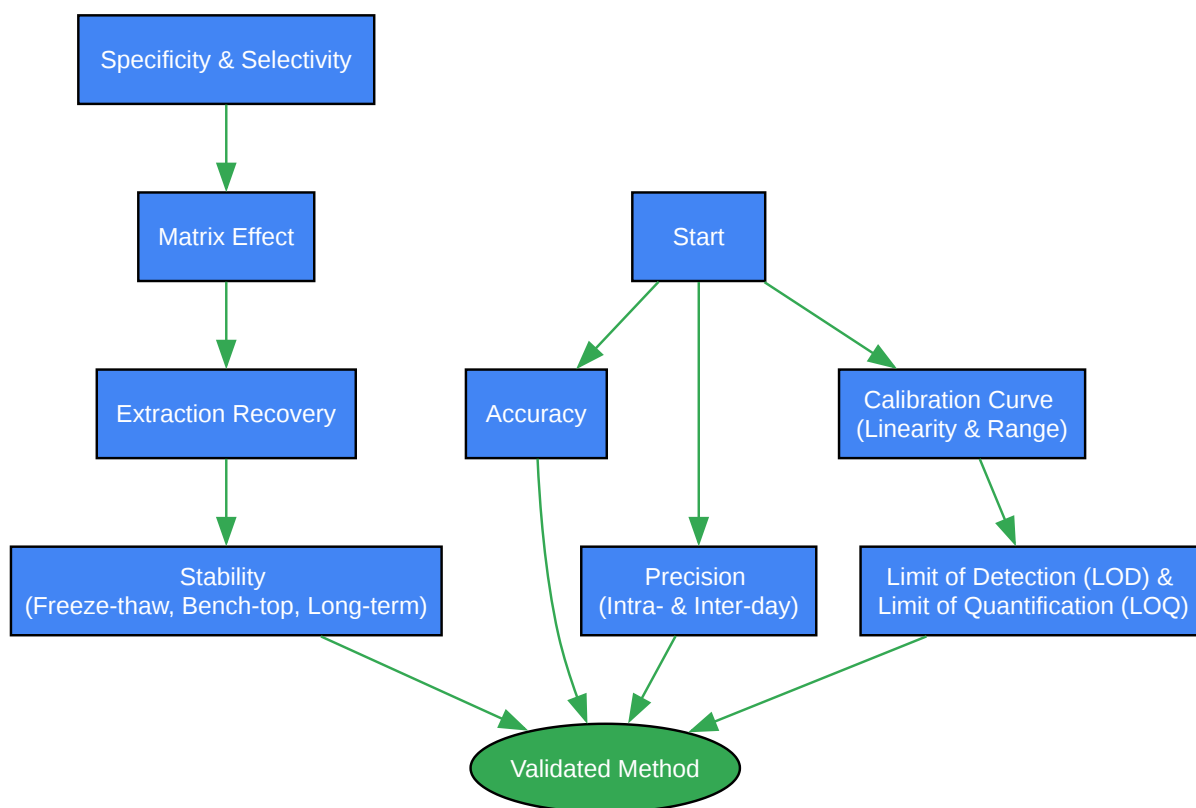 Specificity & Selectivity
Matrix Effect
Start
Extraction Recovery
Accuracy
Calibration Curve
(Linearity & Range)
Stability
(Freeze-thaw, Bench-top, Long-term)
Precision
(Intra- & Inter-day)
Limit of Detection (LOD) &
Limit of Quantification (LOQ)
Validated Method